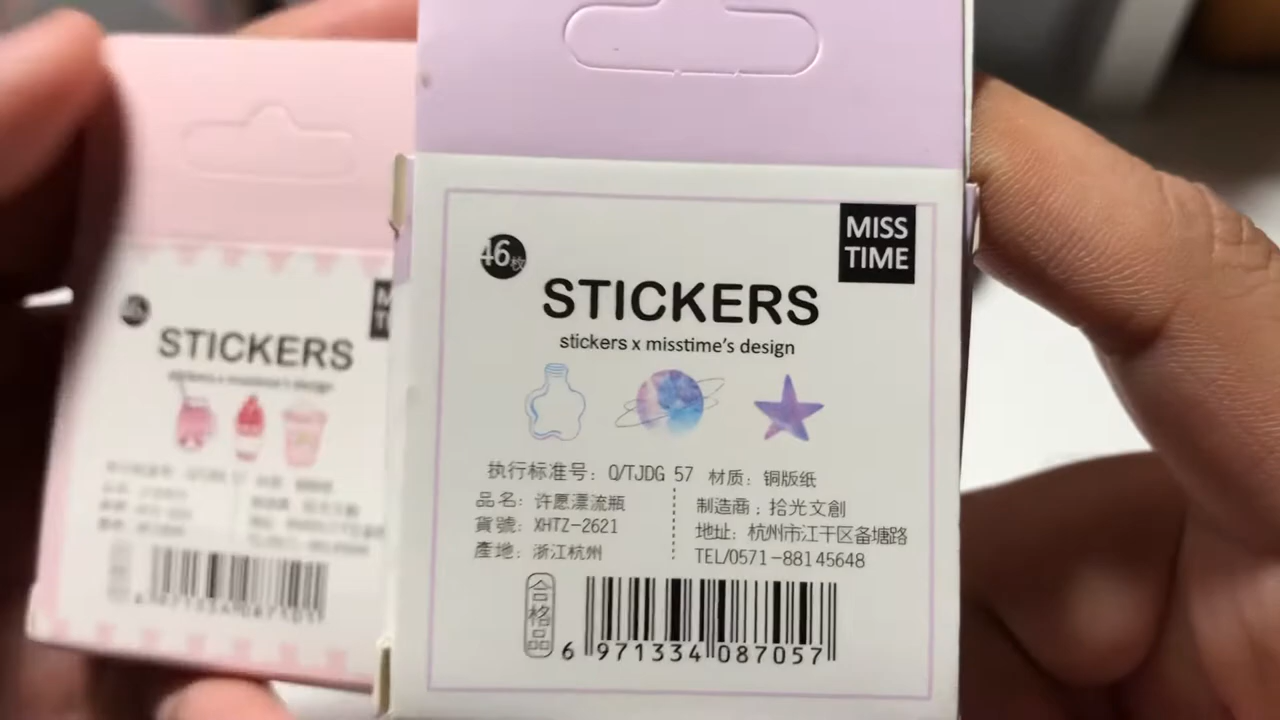 46枚
MISS
TIME
STICKERS
stickers x misstime's design
执行标准号: Q/TJDG 57 材质: 铜版纸
品名: 许愿漂流瓶
貨號: XHTZ-2621
產地: 浙江杭州
制造商: 拾光文創
地址: 杭州市江干区备塘路
TEL/0571-88145648
合格品
6 971334 087057
STICKERS
stickers x misstime's design